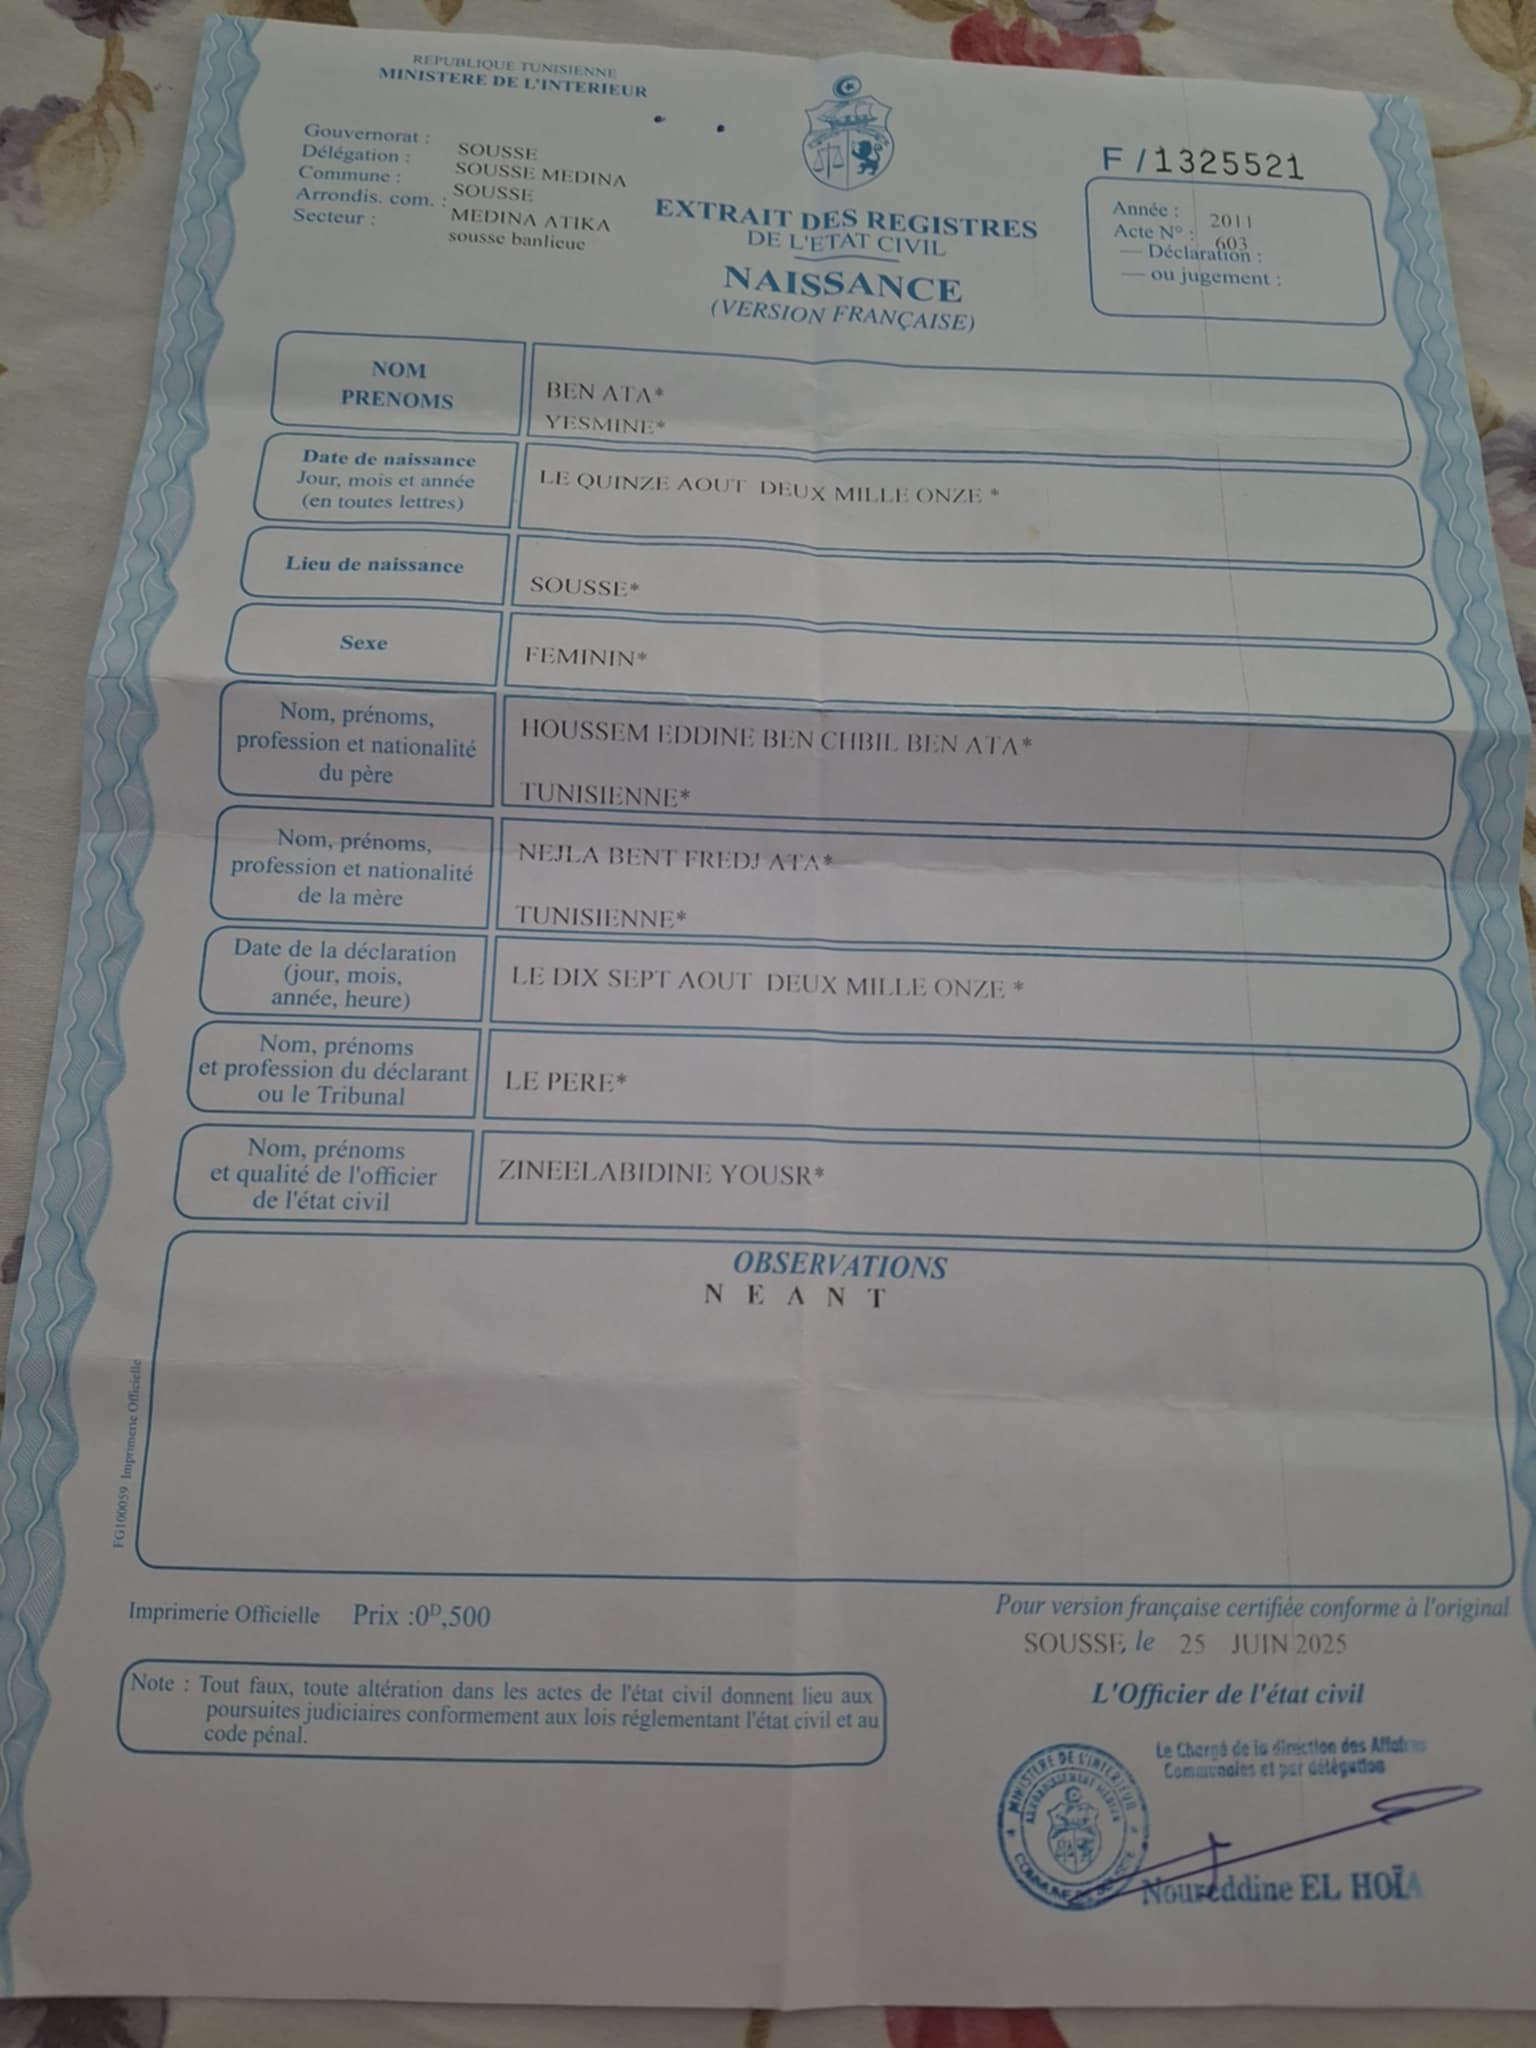 REPUBLIQUE TUNISIENNE
MINISTERE DE L'INTERIEUR
Gouvernorat : SOUSSE
Délégation : SOUSSE MEDINA
Commune : SOUSSE
Arrondis. com. : MEDINA ATIKA
Secteur : sousse banlieue
EXTRAIT DES REGISTRES
DE L'ETAT CIVIL
NAISSANCE
(VERSION FRANÇAISE)
F/1325521
Année : 2011
Acte N° : 603
— Déclaration :
— ou jugement :
NOM
PRENOMS
BEN ATA*
YESMINE*
Date de naissance
Jour, mois et année
(en toutes lettres)
LE QUINZE AOUT DEUX MILLE ONZE *
Lieu de naissance
SOUSSE*
Sexe
FEMININ*
Nom, prénoms,
profession et nationalité
du père
HOUSSEM EDDINE BEN CHBIL BEN ATA*
TUNISIENNE*
Nom, prénoms,
profession et nationalité
de la mère
NEJLA BENT FREDJ ATA*
TUNISIENNE*
Date de la déclaration
(jour, mois,
année, heure)
LE DIX SEPT AOUT DEUX MILLE ONZE *
Nom, prénoms
et profession du déclarant
ou le Tribunal
LE PERE*
Nom, prénoms
et qualité de l'officier
de l'état civil
ZINEELABIDINE YOUSR*
OBSERVATIONS
N E A N T
FG100059 Imprimerie Officielle
Imprimerie Officielle Prix :0D,500
Note : Tout faux, toute altération dans les actes de l'état civil donnent lieu aux
poursuites judiciaires conformement aux lois réglementant l'état civil et au
code pénal.
Pour version française certifiée conforme à l'original
SOUSSE, le 25 JUIN 2025
L'Officier de l'état civil
Le Chargé de la direction des Affaires
Communales et par délégation
MINISTERE DE L'INTERIEUR
ARRONDISSEMENT MEDINA
COMMUNE DE SOUSSE
Noureddine EL HOÏA